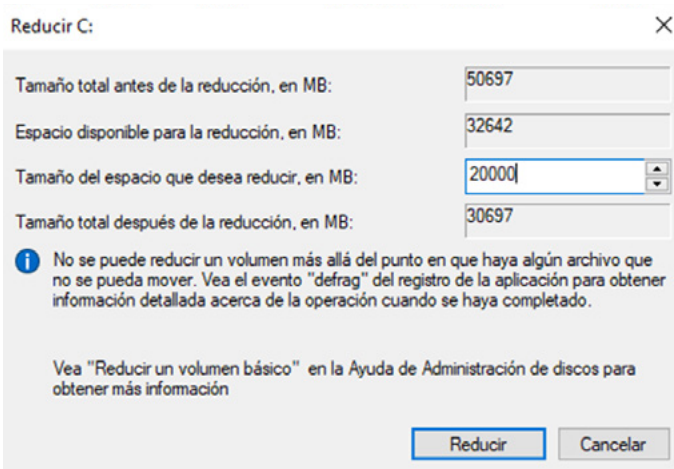 Reducir C:
Tamaño total antes de la reducción, en MB: 50697
Espacio disponible para la reducción, en MB: 32642
Tamaño del espacio que desea reducir, en MB: 20000
Tamaño total después de la reducción, en MB: 30697
No se puede reducir un volumen más allá del punto en que haya algún archivo que
no se pueda mover. Vea el evento "defrag" del registro de la aplicación para obtener
información detallada acerca de la operación cuando se haya completado.
Vea "Reducir un volumen básico" en la Ayuda de Administración de discos para
obtener más información
Reducir Cancelar